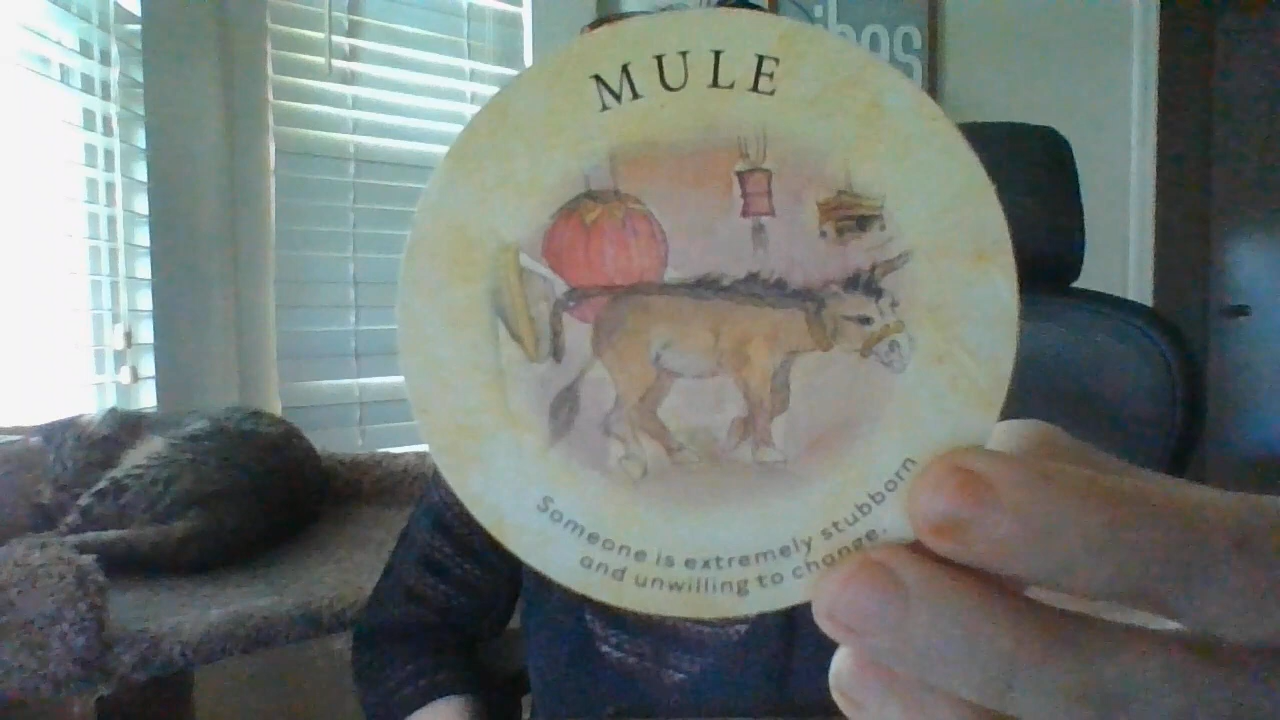 MULE
Someone is extremely stubborn
and unwilling to change.